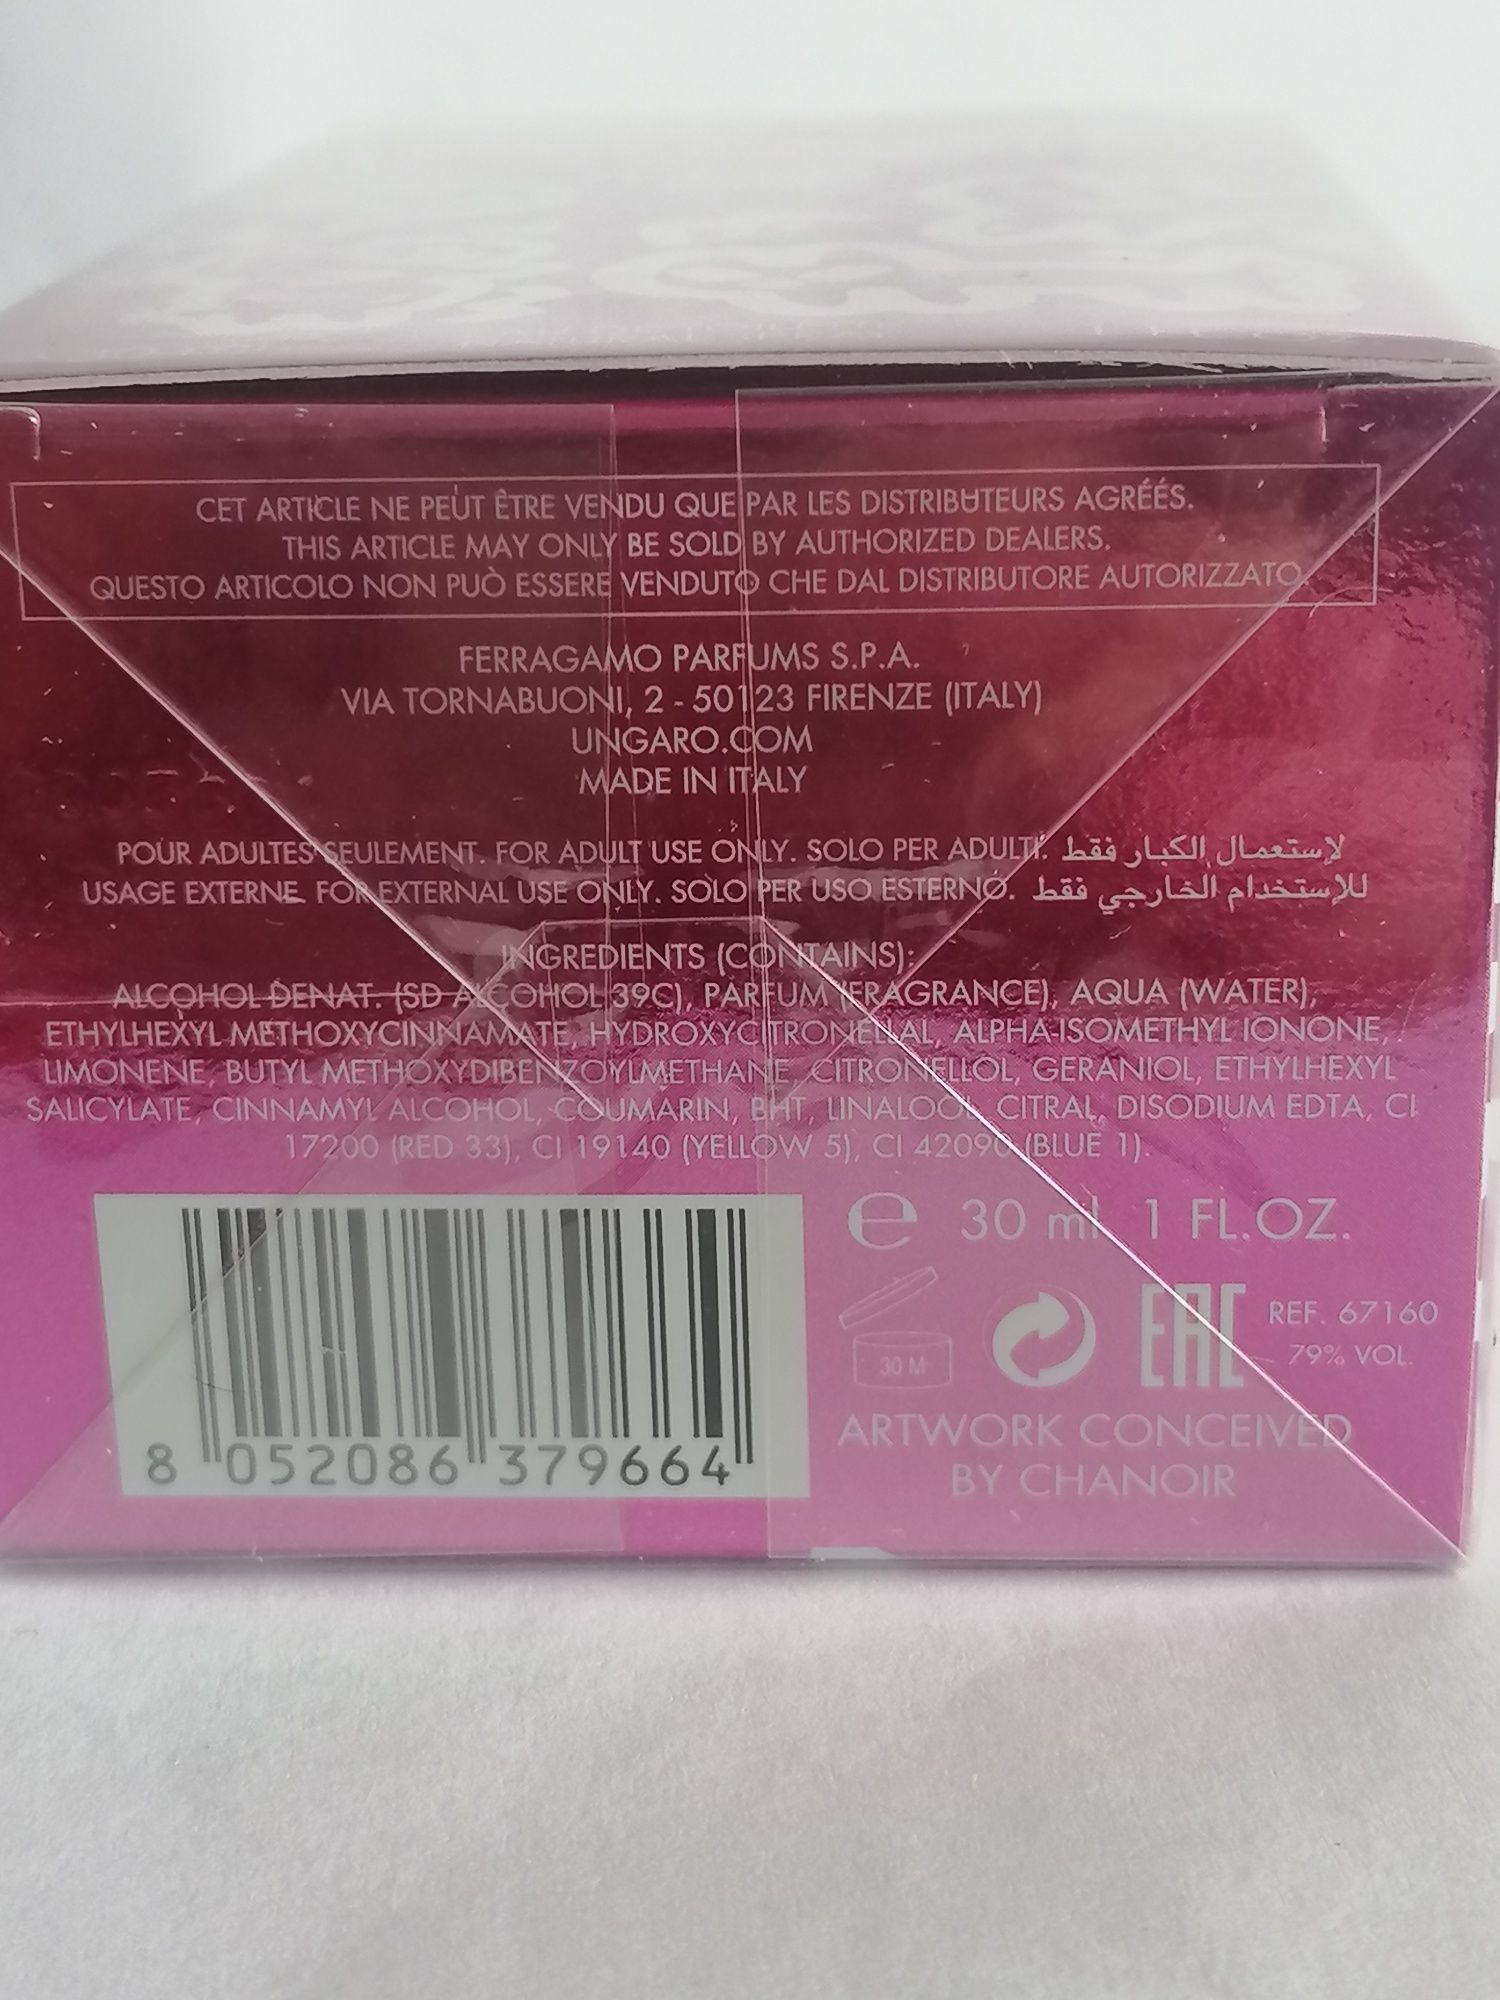 CET ARTICLE NE PEUT ÊTRE VENDU QUE PAR LES DISTRIBUTEURS AGRÉÉS.
THIS ARTICLE MAY ONLY BE SOLD BY AUTHORIZED DEALERS.
QUESTO ARTICOLO NON PUÒ ESSERE VENDUTO CHE DAL DISTRIBUTORE AUTORIZZATO.
FERRAGAMO PARFUMS S.P.A.
VIA TORNABUONI, 2 - 50123 FIRENZE (ITALY)
UNGARO.COM
MADE IN ITALY
POUR ADULTES SEULEMENT. FOR ADULT USE ONLY. SOLO PER ADULTI. لإستعمال الكبار فقط
USAGE EXTERNE. FOR EXTERNAL USE ONLY. SOLO PER USO ESTERNO. للإستخدام الخارجي فقط
INGREDIENTS (CONTAINS):
ALCOHOL DENAT. (SD ALCOHOL 39C), PARFUM (FRAGRANCE), AQUA (WATER),
ETHYLHEXYL METHOXYCINNAMATE, HYDROXYCITRONELLAL, ALPHA-ISOMETHYL IONONE,
LIMONENE, BUTYL METHOXYDIBENZOYLMETHANE, CITRONELLOL, GERANIOL, ETHYLHEXYL
SALICYLATE, CINNAMYL ALCOHOL, COUMARIN, BHT, LINALOOL, CITRAL, DISODIUM EDTA, CI
17200 (RED 33), CI 19140 (YELLOW 5), CI 42090 (BLUE 1).
e 30 ml 1 FL.OZ.
30 M
EAC
REF. 67160
79% VOL.
ARTWORK CONCEIVED
BY CHANOIR
8 052086 379664